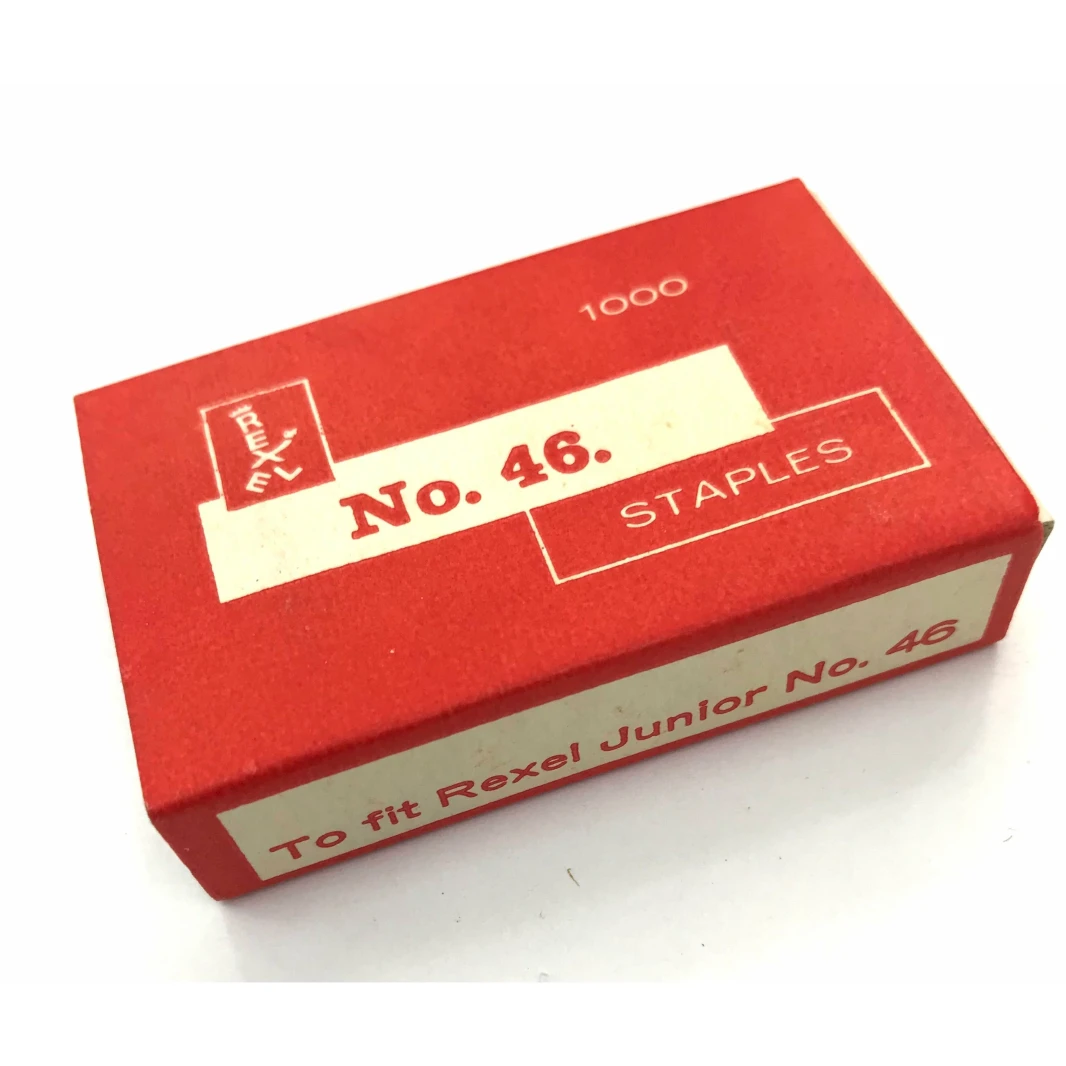 1000
REXEL
No. 46.
STAPLES
To fit Rexel Junior No. 46